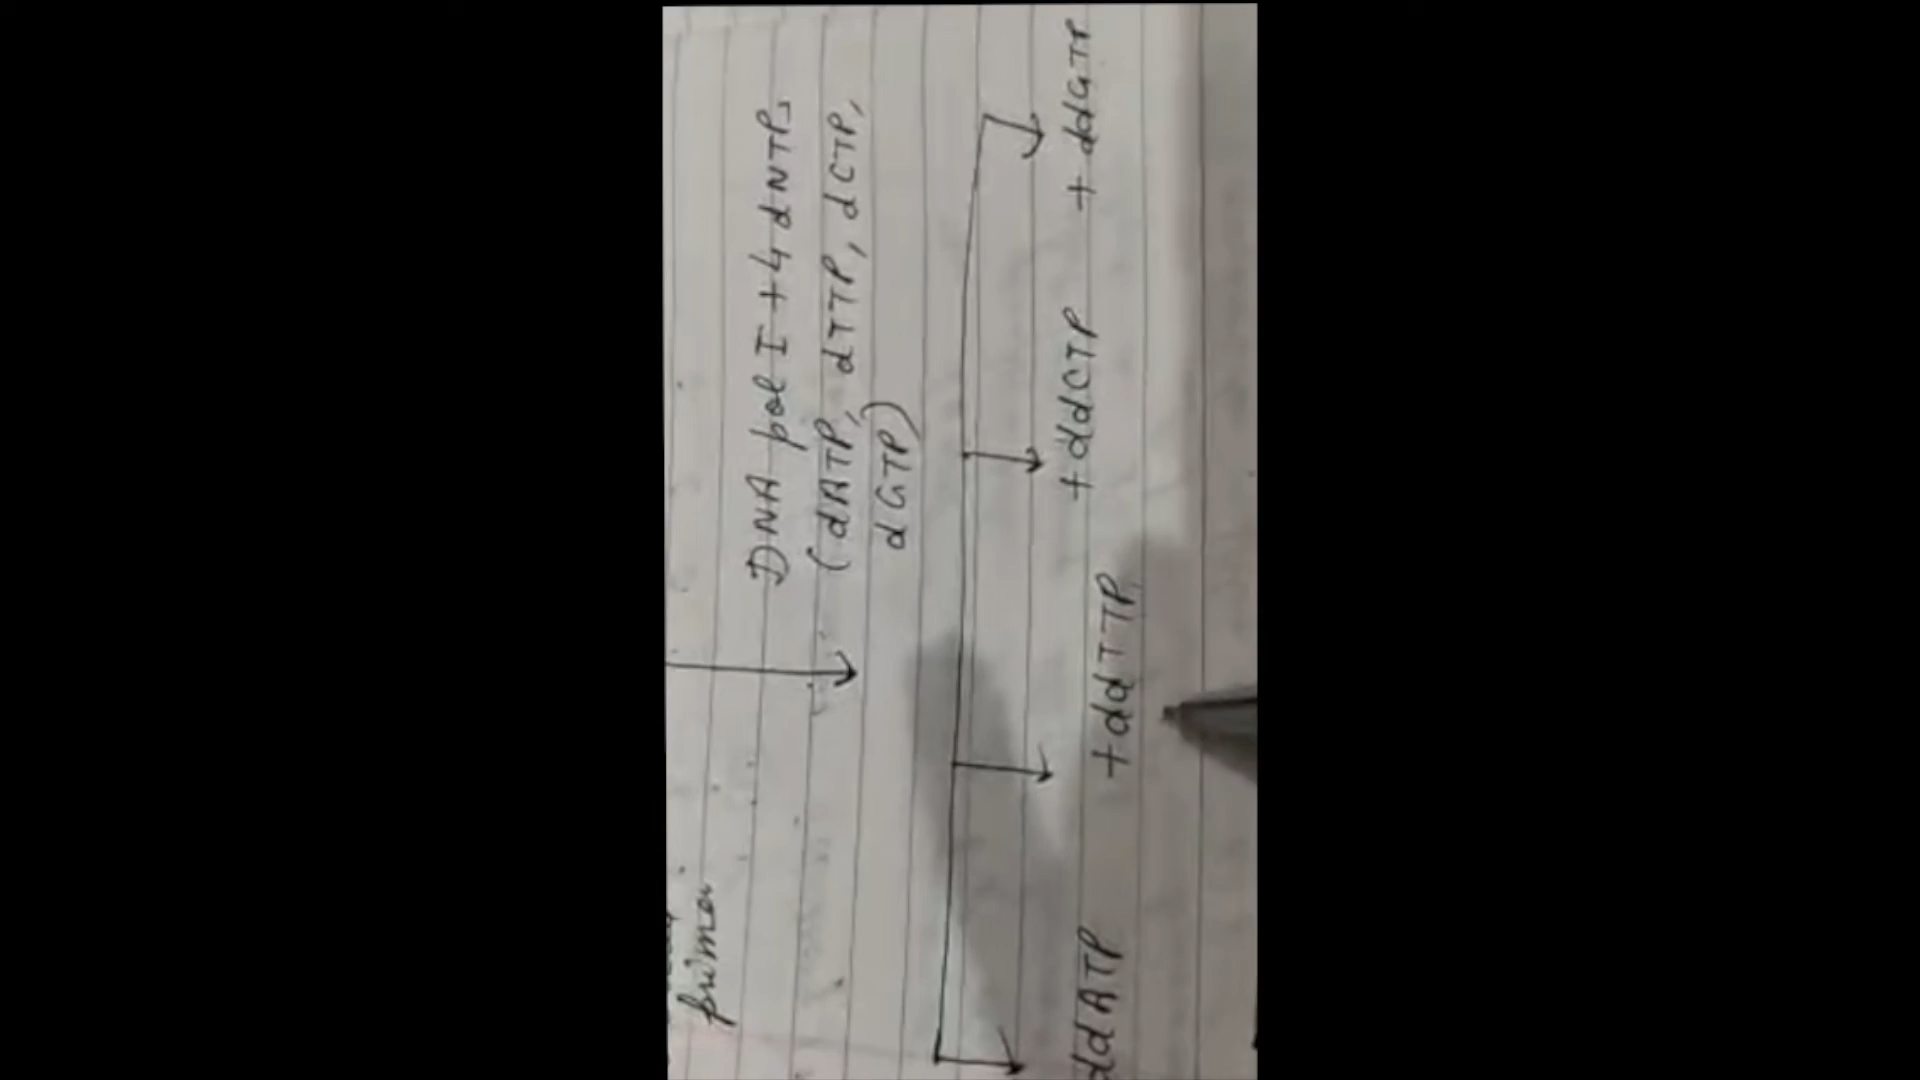 primer
DNA pol I + 4 dNTPs
(dATP, dTTP, dCTP,
dGTP)
ddATP +ddTTP +ddCTP +ddGTP